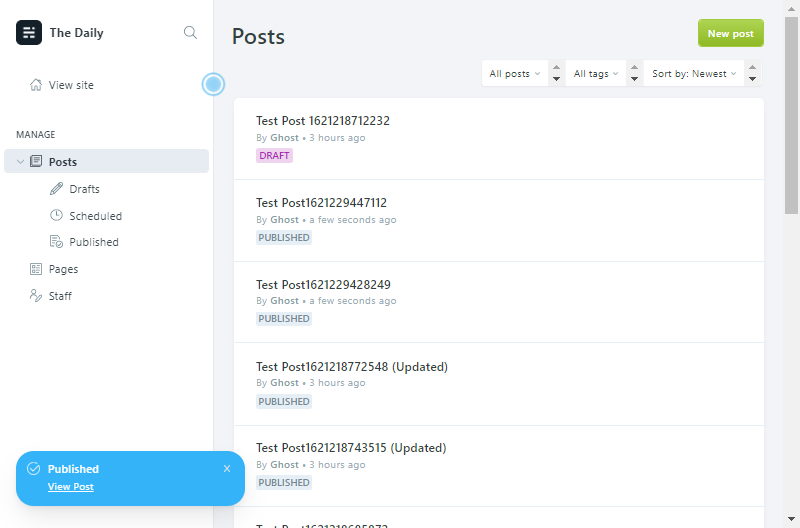 The Daily
View site
MANAGE
Posts
Drafts
Scheduled
Published
Pages
Staff
Published
View Post
Posts
New post
All posts
All tags
Sort by: Newest
Test Post 1621218712232
By Ghost • 3 hours ago
DRAFT
Test Post1621229447112
By Ghost • a few seconds ago
PUBLISHED
Test Post1621229428249
By Ghost • a few seconds ago
PUBLISHED
Test Post1621218772548 (Updated)
By Ghost • 3 hours ago
PUBLISHED
Test Post1621218743515 (Updated)
By Ghost • 3 hours ago
PUBLISHED